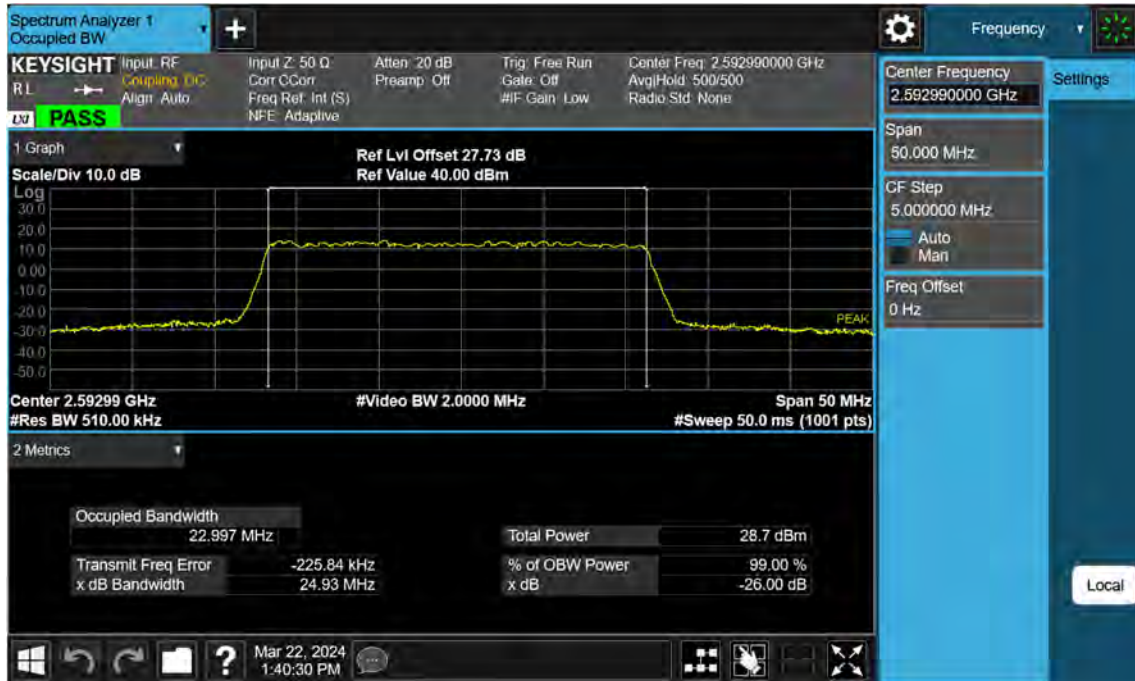 Spectrum Analyzer 1
Occupied BW
+
Frequency
KEYSIGHT
R L
LXI
PASS
Input: RF
Coupling: DC
Align: Auto
Input Z: 50 Ω
Corr CCorr
Freq Ref: Int (S)
NFE: Adaptive
Atten: 20 dB
Preamp: Off
Trig: Free Run
Gate: Off
#IF Gain: Low
Center Freq: 2.592990000 GHz
Avg|Hold: 500/500
Radio Std: None
Center Frequency
2.592990000 GHz
Settings
Span
50.000 MHz
CF Step
5.000000 MHz
Auto
Man
Freq Offset
0 Hz
1 Graph
Scale/Div 10.0 dB
Ref Lvl Offset 27.73 dB
Ref Value 40.00 dBm
Log
30.0
20.0
10.0
0.00
-10.0
-20.0
-30.0
-40.0
-50.0
PEAK
Center 2.59299 GHz
#Video BW 2.0000 MHz
Span 50 MHz
#Res BW 510.00 kHz
#Sweep 50.0 ms (1001 pts)
2 Metrics
Occupied Bandwidth
22.997 MHz
Total Power 28.7 dBm
Transmit Freq Error -225.84 kHz
% of OBW Power 99.00 %
x dB Bandwidth 24.93 MHz
x dB -26.00 dB
Local
?
Mar 22, 2024
1:40:30 PM